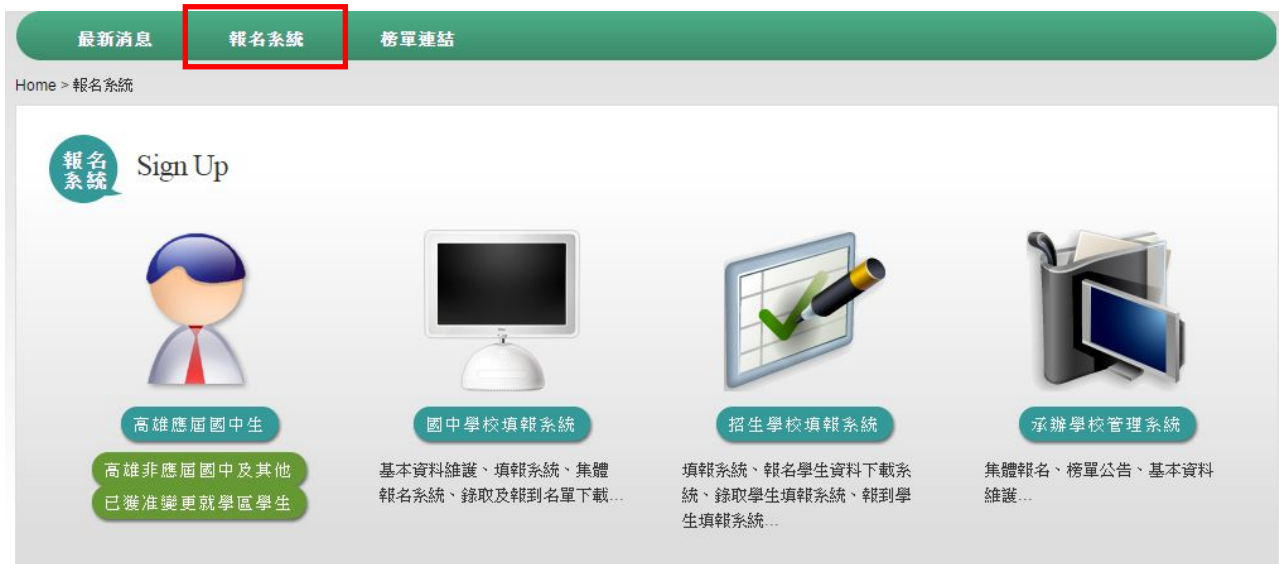 最新消息
報名系統
榜單連結
Home > 報名系統
報名
系統
Sign Up
高雄應屆國中生
高雄非應屆國中及其他
已獲准變更就學區學生
國中學校填報系統
基本資料維護、填報系統、集體
報名系統、錄取及報到名單下載...
招生學校填報系統
填報系統、報名學生資料下載系
統、錄取學生填報系統、報到學
生填報系統...
承辦學校管理系統
集體報名、榜單公告、基本資料
維護...